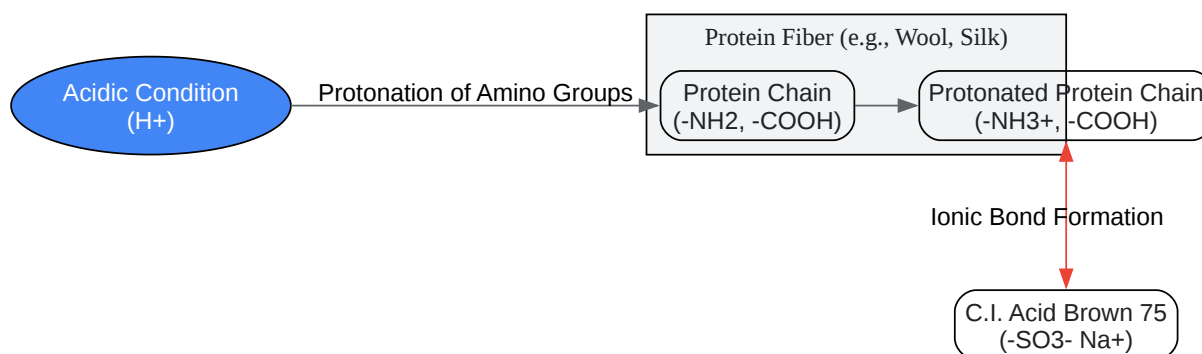 Protein Fiber (e.g., Wool, Silk)
Acidic Condition
(H+)
Protonation of Amino Groups
Protein Chain
(-NH2, -COOH)
Protonated Protein Chain
(-NH3+, -COOH)
Ionic Bond Formation
C.I. Acid Brown 75
(-SO3- Na+)